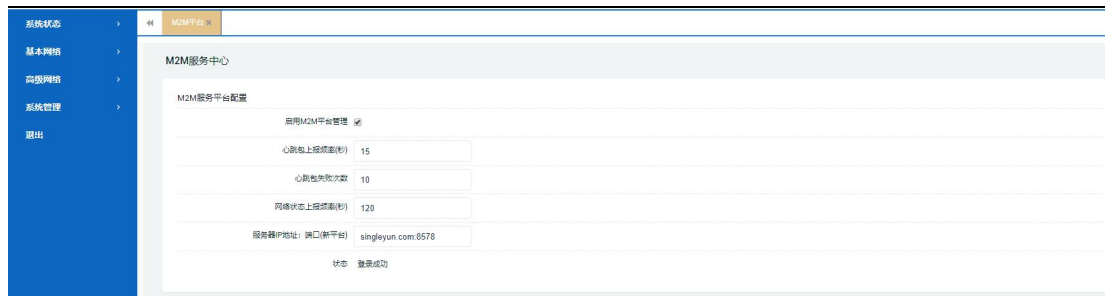 系统状态
基本网络
高级网络
系统管理
退出
M2M平台
M2M服务中心
M2M服务平台配置
启用M2M平台管理
心跳包上报频率(秒) 15
心跳包失败次数 10
网络状态上报频率(秒) 120
服务器IP地址：端口(新平台) singleyun.com:8578
状态 登录成功